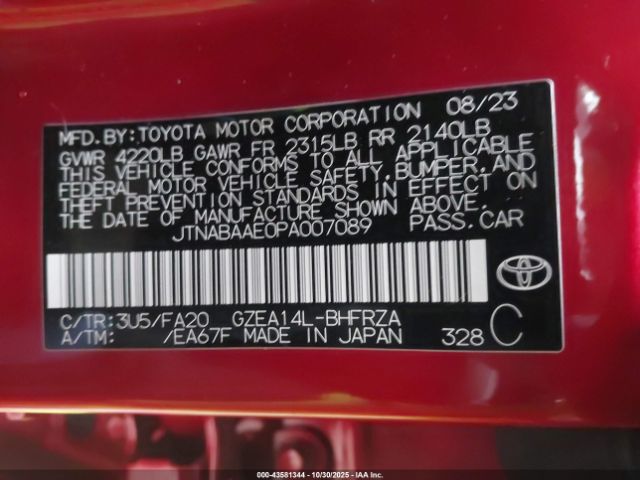 MFD.BY:TOYOTA MOTOR CORPORATION 08/23
GVWR 4220LB GAWR FR 2315LB RR 2140LB
THIS VEHICLE CONFORMS TO ALL APPLICABLE
FEDERAL MOTOR VEHICLE SAFETY,BUMPER,AND
THEFT PREVENTION STANDARDS IN EFFECT ON
THE DATE OF MANUFACTURE SHOWN ABOVE.
JTNABAAE0PA007089 PASS.CAR
C/TR:3U5/FA20 GZEA14L-BHFRZA
A/TM: /EA67F MADE IN JAPAN 328 C
000-43581344 - 10/30/2025 - IAA Inc.